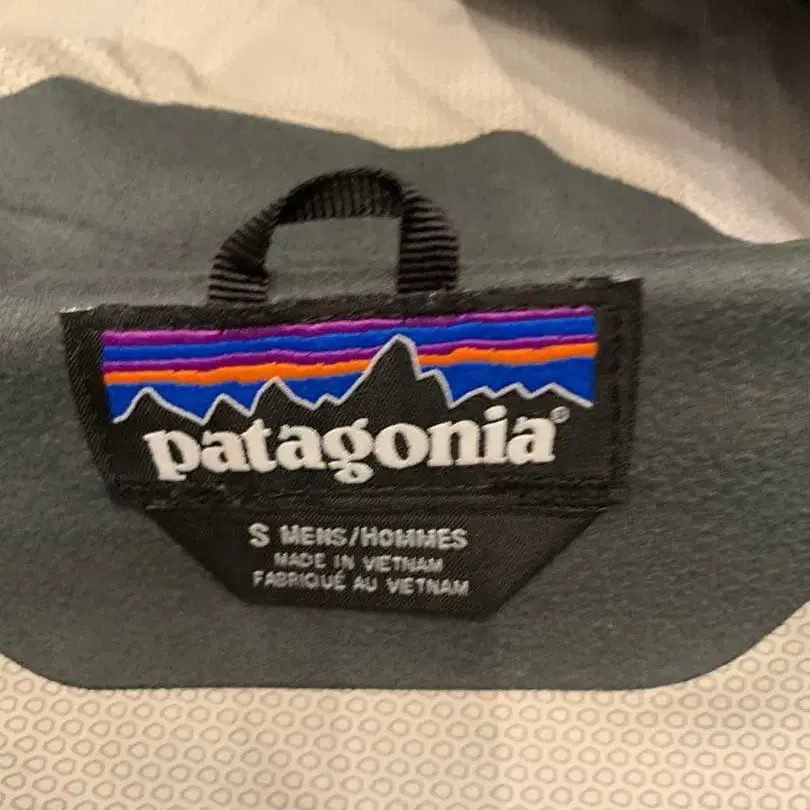 patagonia®
S MENS/HOMMES
MADE IN VIETNAM
FABRIQUÉ AU VIETNAM